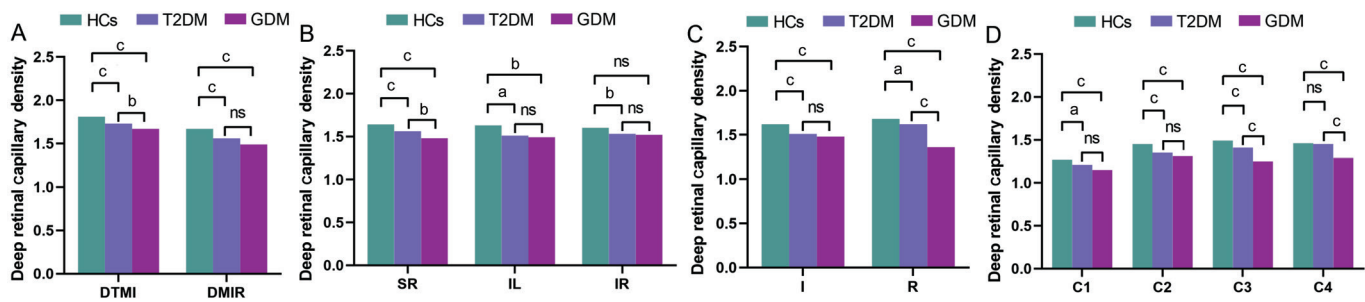 A
HCs T2DM GDM
Deep retinal capillary density
2.5
2.0
1.5
1.0
0.5
0.0
c
c
b
c
c
ns
DTMI DMIR
B
HCs T2DM GDM
Deep retinal capillary density
2.5
2.0
1.5
1.0
0.5
0.0
c
c
b
b
a
ns
ns
b
ns
SR IL IR
C
HCs T2DM GDM
Deep retinal capillary density
2.5
2.0
1.5
1.0
0.5
0.0
c
c
ns
c
a
c
I R
D
HCs T2DM GDM
Deep retinal capillary density
2.5
2.0
1.5
1.0
0.5
0.0
c
a
ns
c
c
ns
c
c
c
c
ns
c
C1 C2 C3 C4